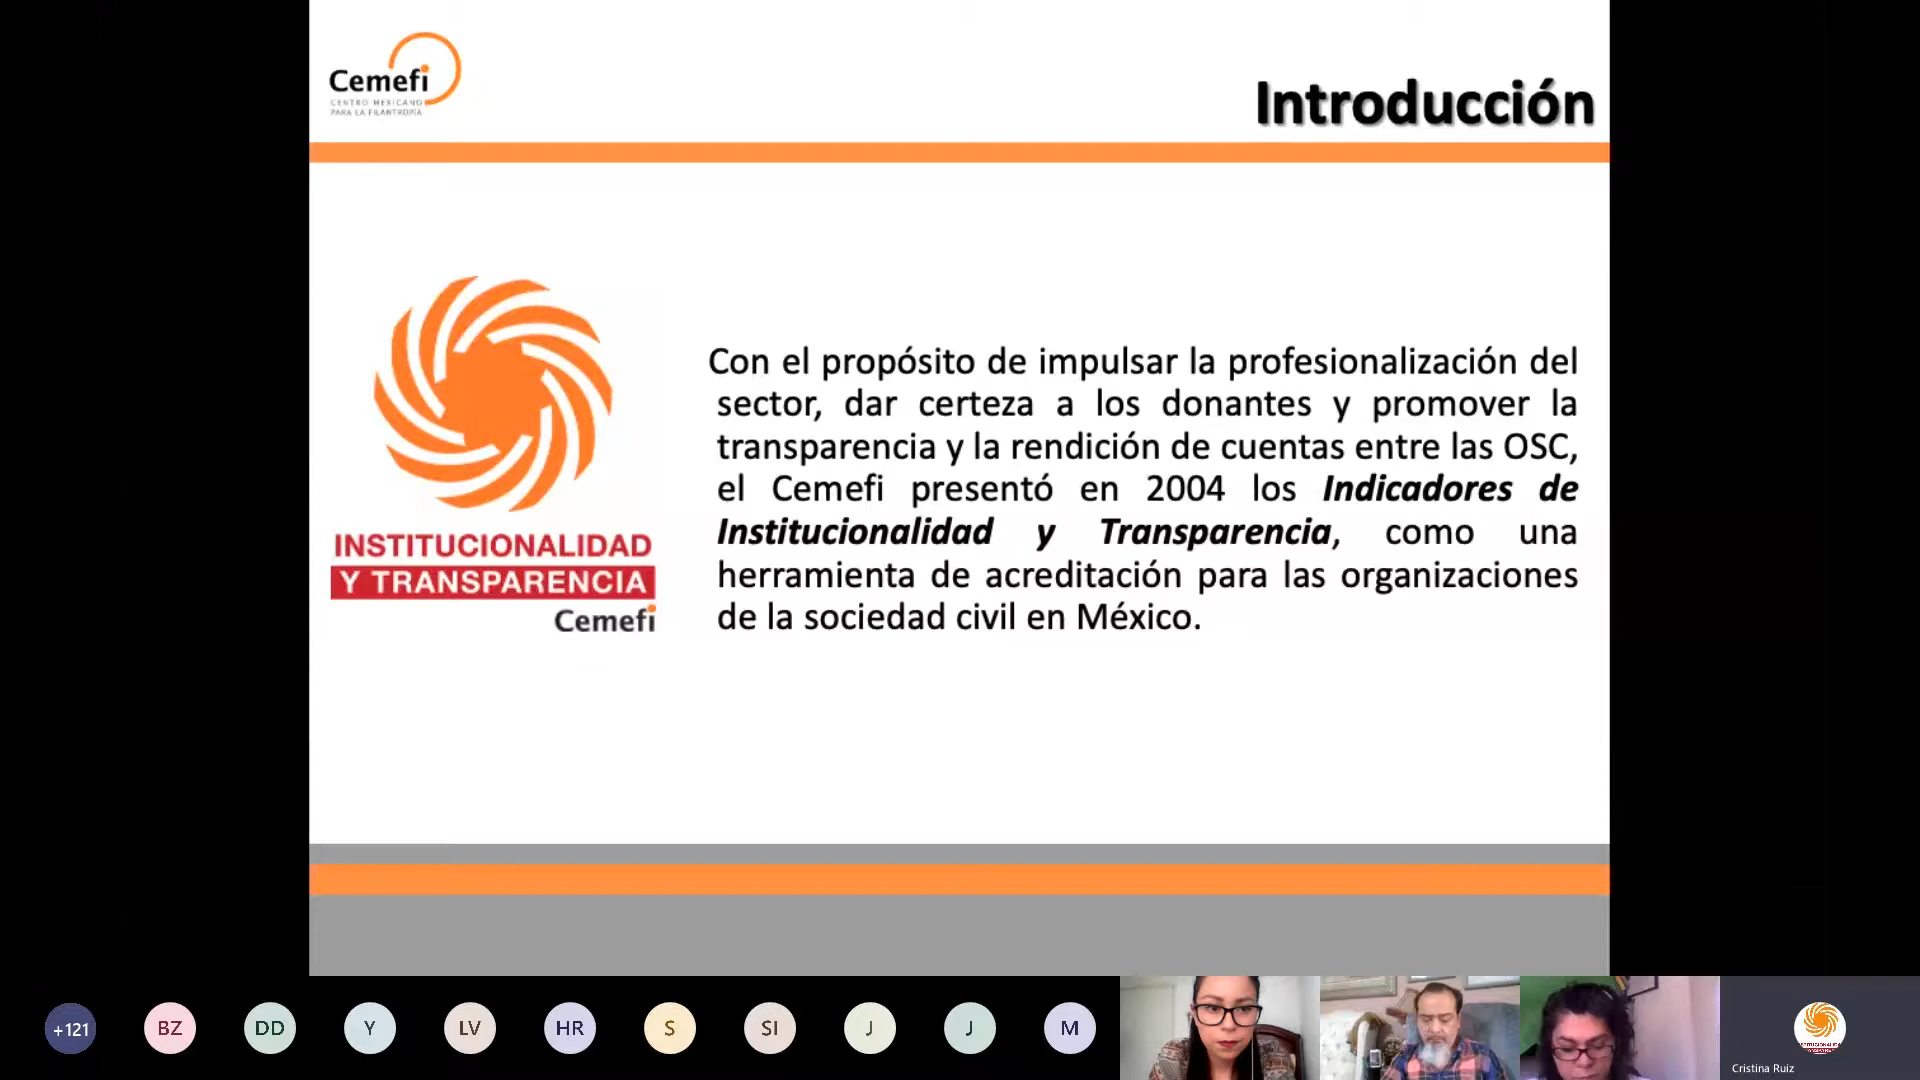 Cemefi
CENTRO MEXICANO
PARA LA FILANTROPÍA
Introducción
INSTITUCIONALIDAD
Y TRANSPARENCIA
Cemefi
Con el propósito de impulsar la profesionalización del
sector, dar certeza a los donantes y promover la
transparencia y la rendición de cuentas entre las OSC,
el Cemefi presentó en 2004 los Indicadores de
Institucionalidad y Transparencia, como una
herramienta de acreditación para las organizaciones
de la sociedad civil en México.
+121
BZ
DD
Y
LV
HR
S
SI
J
J
M
Cristina Ruiz